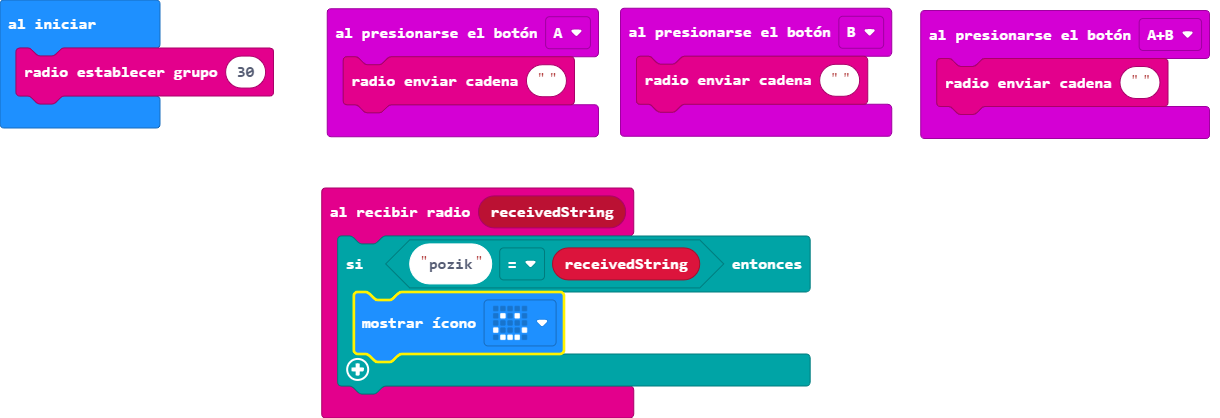 al iniciar
radio establecer grupo 30
al presionarse el botón A
radio enviar cadena " "
al presionarse el botón B
radio enviar cadena " "
al presionarse el botón A+B
radio enviar cadena " "
al recibir radio receivedString
si "pozik" = receivedString entonces
mostrar ícono